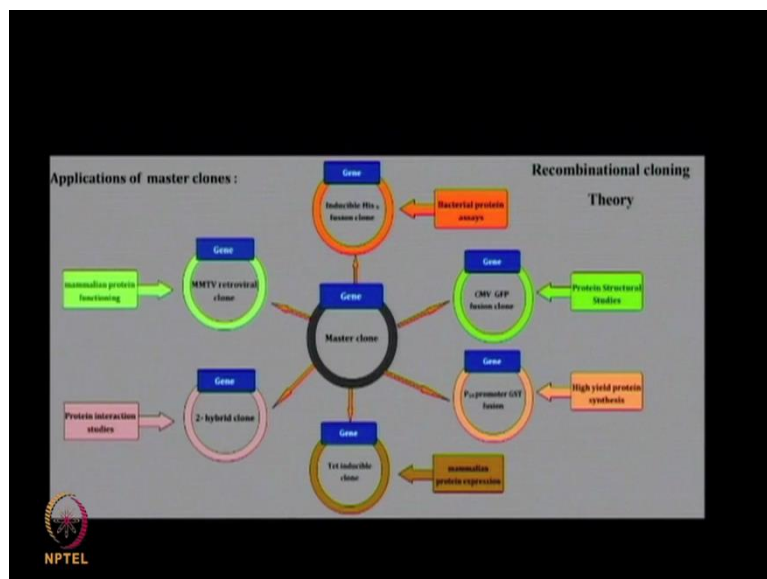 Applications of master clones :
Recombinational cloning
Theory
Gene
Inducible His 6
fusion clone
Bacterial protein
assays
Gene
MMTV retroviral
clone
mammalian protein
functioning
Gene
CMV GFP
fusion clone
Protein Structural
Studies
Gene
Master clone
Gene
promoter GST
fusion
High yield protein
synthesis
Gene
2- hybrid clone
Protein interaction
studies
Gene
Tet inducible
clone
mammalian
protein expression
NPTEL